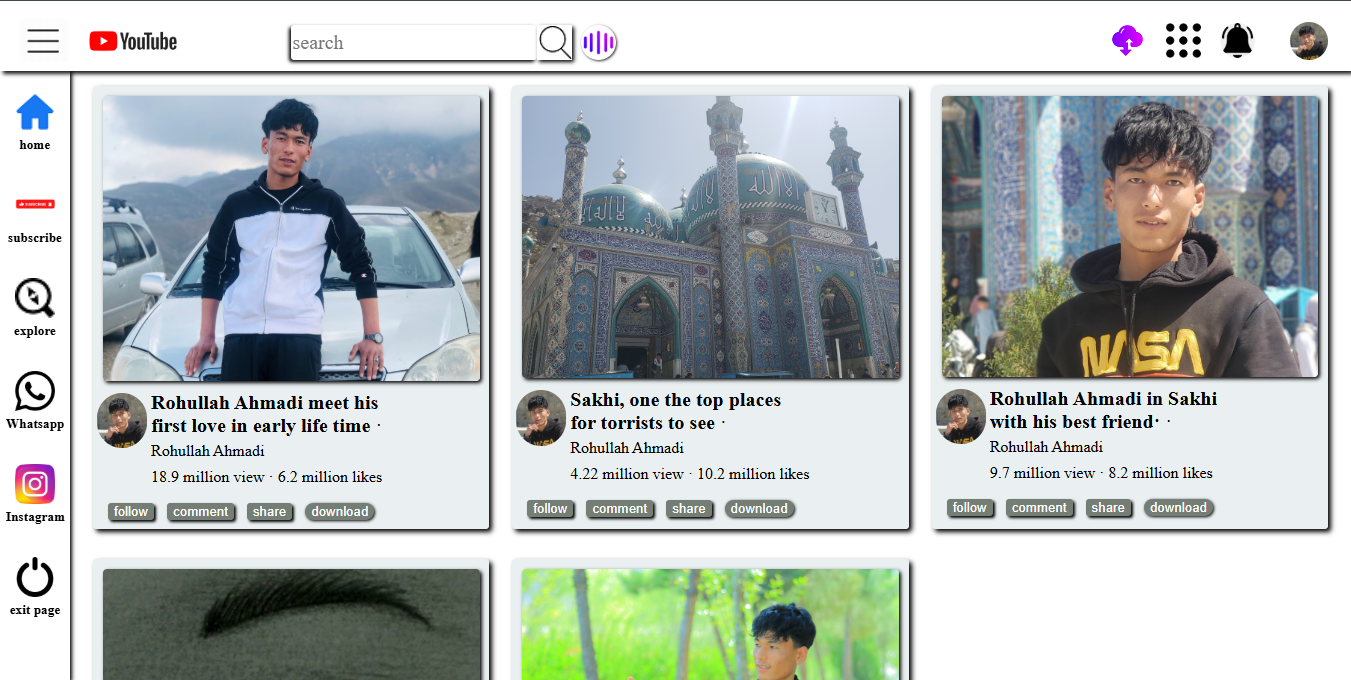 YouTube
search
home
SUBSCRIBE
subscribe
explore
Whatsapp
Instagram
exit page
Rohullah Ahmadi meet his
first love in early life time ·
Rohullah Ahmadi
18.9 million view · 6.2 million likes
follow comment share download
Sakhi, one the top places
for torrists to see ·
Rohullah Ahmadi
4.22 million view · 10.2 million likes
follow comment share download
NASA
Rohullah Ahmadi in Sakhi
with his best friend· ·
Rohullah Ahmadi
9.7 million view · 8.2 million likes
follow comment share download